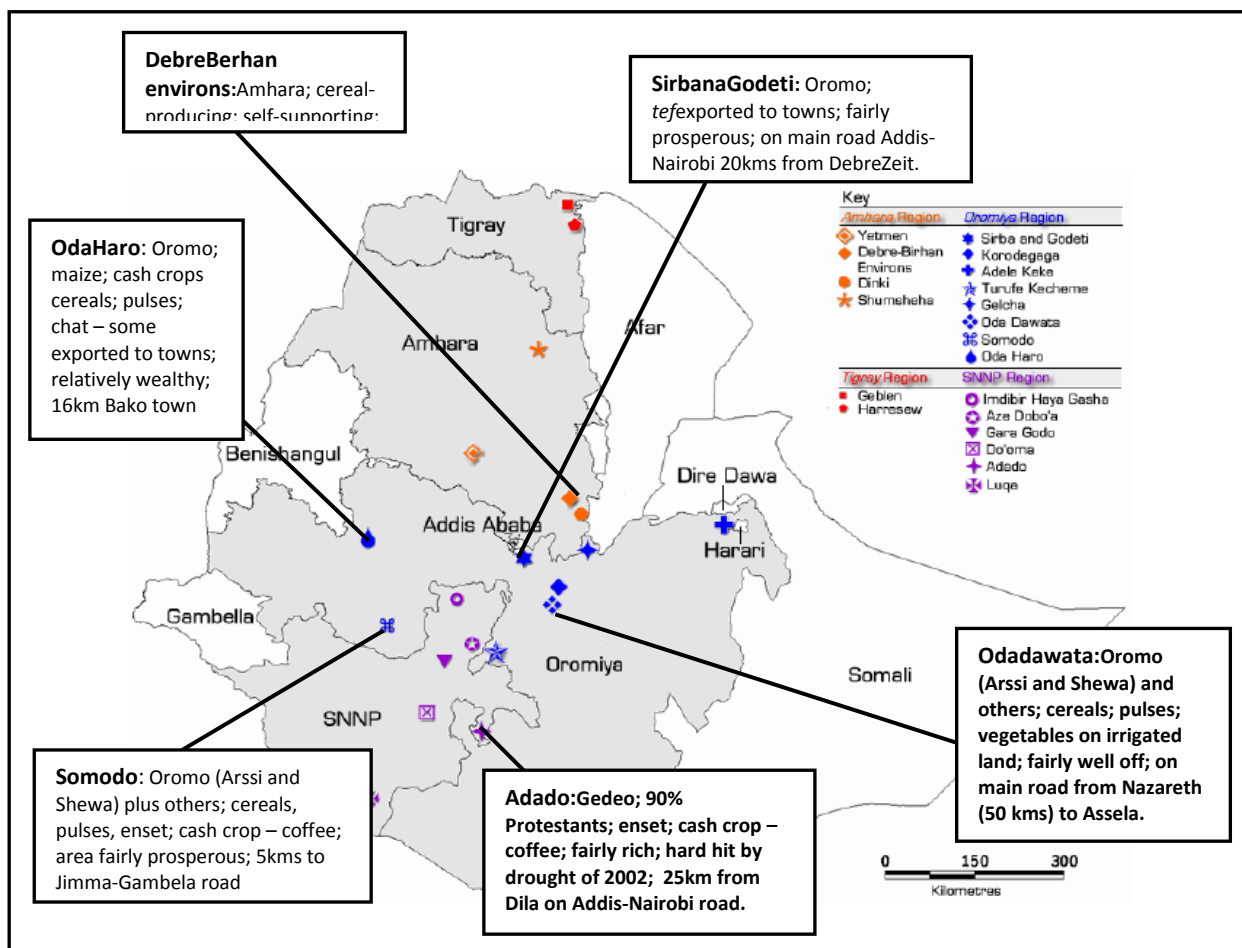 DebreBerhan
environs:Amhara; cereal-
producing; self-supporting;
SirbanaGodeti: Oromo;
tefexported to towns; fairly
prosperous; on main road Addis-
Nairobi 20kms from DebreZeit.
OdaHaro: Oromo;
maize; cash crops
cereals; pulses;
chat – some
exported to towns;
relatively wealthy;
16km Bako town
Tigray
Amhara
Afar
Benishangul
Dire Dawa
Addis Ababa
Harari
Gambella
Oromiya
Somali
SNNP
Key
Amhara Region
Yetmen
Debre-Birhan
Environs
Dinki
Shumsheha
Oromiya Region
Sirba and Godeti
Korodegaga
Adele Keke
Turufe Kecheme
Gelcha
Oda Dawata
Somodo
Oda Haro
Tigray Region
Geblen
Harresew
SNNP Region
Imdibir Haya Gasha
Aze Dobo'a
Gara Godo
Do'oma
Adado
Luqa
Somodo: Oromo (Arssi and
Shewa) plus others; cereals,
pulses, enset; cash crop – coffee;
area fairly prosperous; 5kms to
Jimma-Gambela road
Adado:Gedeo; 90%
Protestants; enset; cash crop –
coffee; fairly rich; hard hit by
drought of 2002; 25km from
Dila on Addis-Nairobi road.
Odadawata:Oromo
(Arssi and Shewa) and
others; cereals; pulses;
vegetables on irrigated
land; fairly well off; on
main road from Nazareth
(50 kms) to Assela.
0 150 300
Kilometres